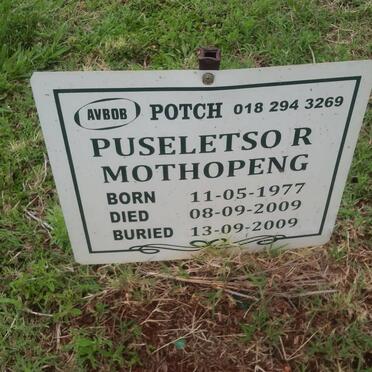 AVBOB POTCH 018 294 3269
PUSELETSO R
MOTHOPENG
BORN 11-05-1977
DIED 08-09-2009
BURIED 13-09-2009